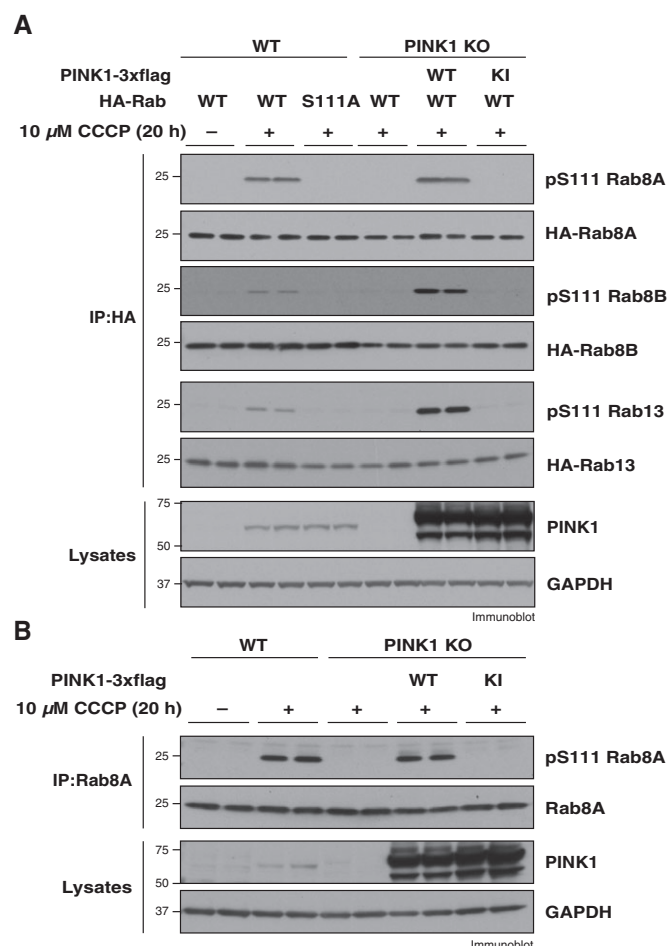 A
WT PINK1 KO
PINK1-3xflag WT KI
HA-Rab WT WT S111A WT WT WT
10 µM CCCP (20 h) – + + + + +
25 pS111 Rab8A
25 HA-Rab8A
25 pS111 Rab8B
IP:HA
25 HA-Rab8B
25 pS111 Rab13
25 HA-Rab13
75
PINK1
50
Lysates
37 GAPDH
Immunoblot
B
WT PINK1 KO
PINK1-3xflag WT KI
10 µM CCCP (20 h) – + + + +
25 pS111 Rab8A
IP:Rab8A
25 Rab8A
75
PINK1
50
Lysates
37 GAPDH
Immunoblot